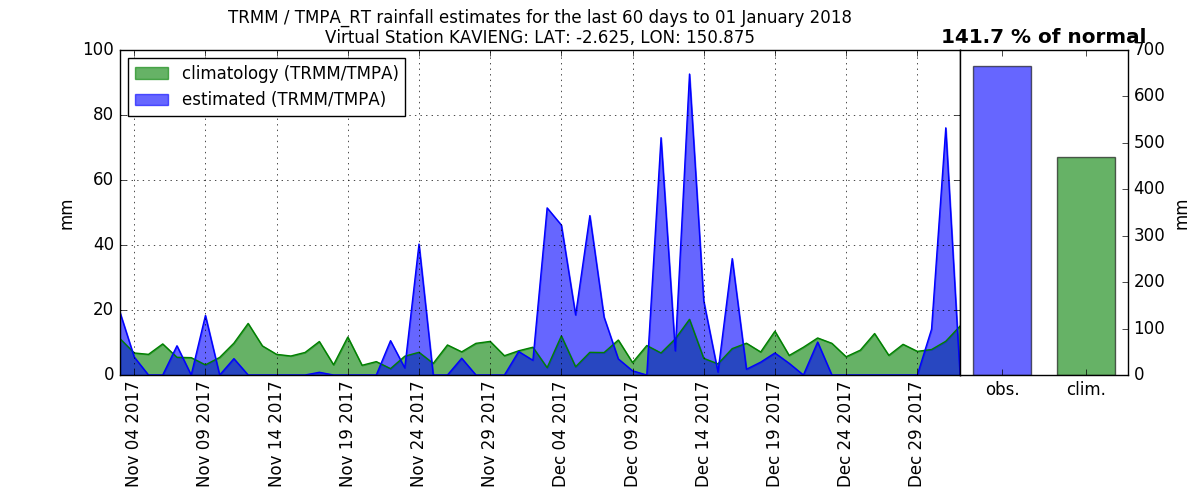 TRMM / TMPA_RT rainfall estimates for the last 60 days to 01 January 2018
Virtual Station KAVIENG: LAT: -2.625, LON: 150.875
141.7 % of normal
climatology (TRMM/TMPA)
estimated (TRMM/TMPA)
100
80
60
40
20
0
mm
Nov 04 2017
Nov 09 2017
Nov 14 2017
Nov 19 2017
Nov 24 2017
Nov 29 2017
Dec 04 2017
Dec 09 2017
Dec 14 2017
Dec 19 2017
Dec 24 2017
Dec 29 2017
700
600
500
400
300
200
100
0
mm
obs.
clim.